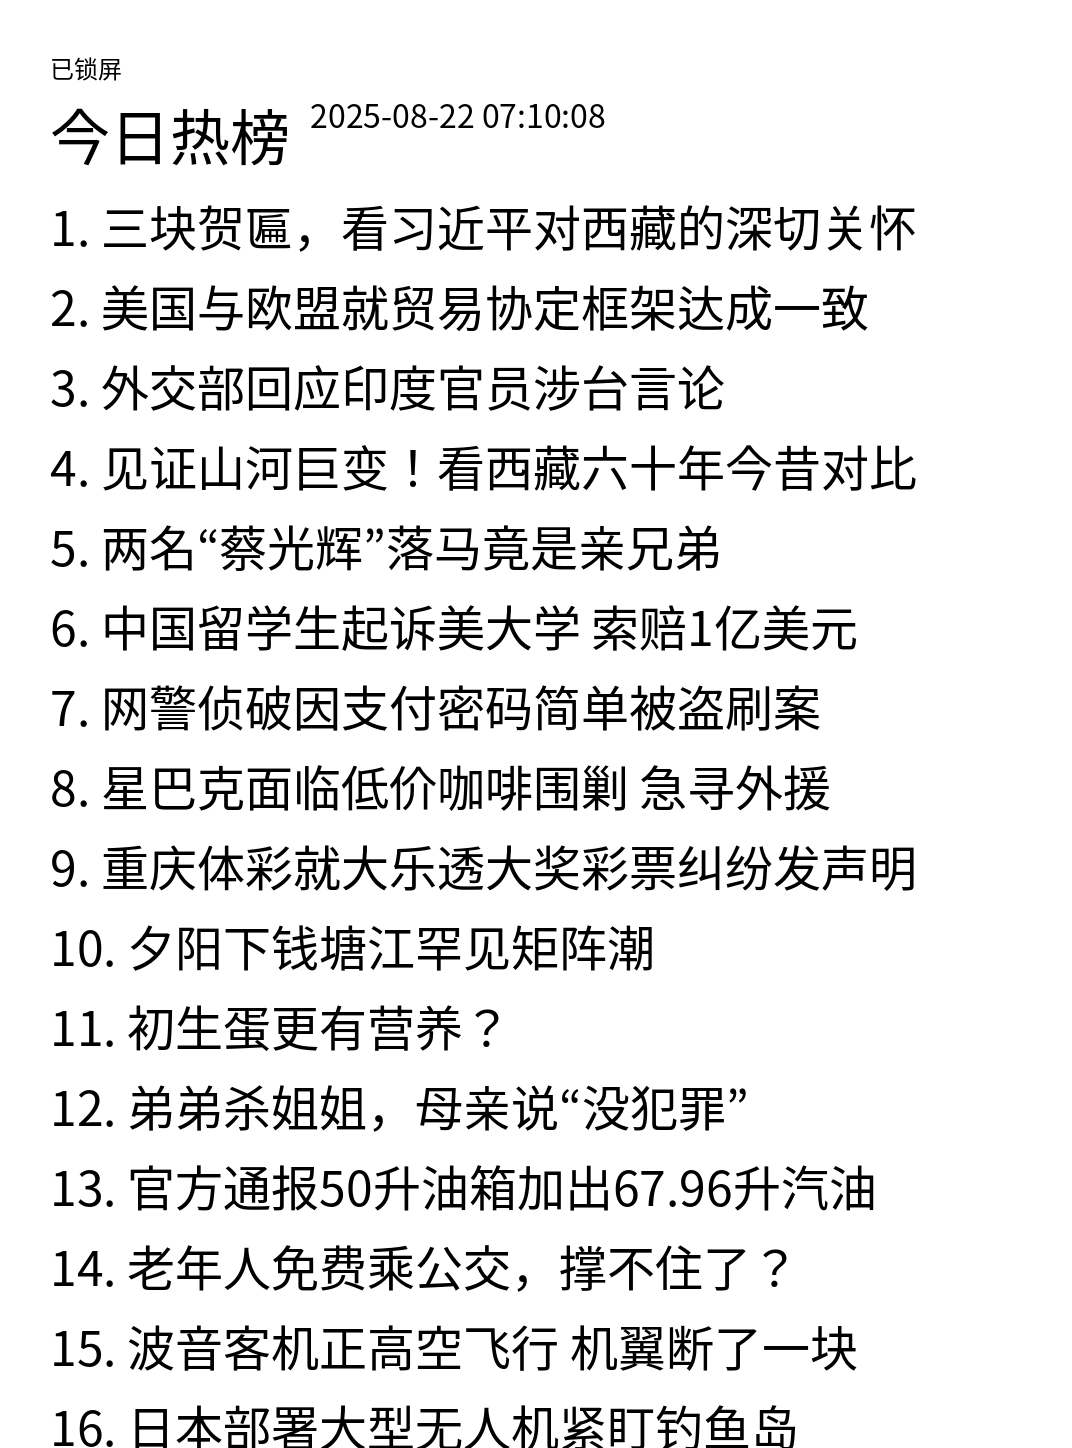 已锁屏
今日热榜 2025-08-22 07:10:08
1. 三块贺匾，看习近平对西藏的深切关怀
2. 美国与欧盟就贸易协定框架达成一致
3. 外交部回应印度官员涉台言论
4. 见证山河巨变！看西藏六十年今昔对比
5. 两名“蔡光辉”落马竟是亲兄弟
6. 中国留学生起诉美大学 索赔1亿美元
7. 网警侦破因支付密码简单被盗刷案
8. 星巴克面临低价咖啡围剿 急寻外援
9. 重庆体彩就大乐透大奖彩票纠纷发声明
10. 夕阳下钱塘江罕见矩阵潮
11. 初生蛋更有营养？
12. 弟弟杀姐姐，母亲说“没犯罪”
13. 官方通报50升油箱加出67.96升汽油
14. 老年人免费乘公交，撑不住了？
15. 波音客机正高空飞行 机翼断了一块
16. 日本部署大型无人机紧盯钓鱼岛